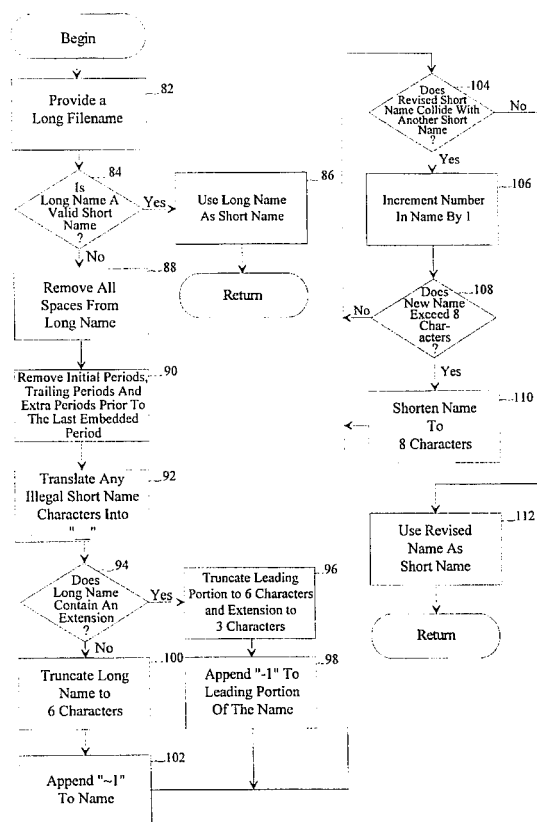 Begin
82
Provide a
Long Filename
84
Is
Long Name A
Valid Short
Name
?
Yes
No
86
Use Long Name
As Short Name
Return
88
Remove All
Spaces From
Long Name
90
Remove Initial Periods,
Trailing Periods And
Extra Periods Prior To
The Last Embedded
Period
92
Translate Any
Illegal Short Name
Characters Into
"__"
94
Does
Long Name
Contain An
Extension
?
Yes
No
96
Truncate Leading
Portion to 6 Characters
and Extension to
3 Characters
98
Append "-1" To
Leading Portion
Of The Name
100
Truncate Long
Name to
6 Characters
102
Append "~1"
To Name
104
Does
Revised Short
Name Collide With
Another Short
Name
?
No
Yes
106
Increment Number
In Name By 1
108
Does
New Name
Exceed 8
Char-
acters
?
No
Yes
110
Shorten Name
To
8 Characters
112
Use Revised
Name As
Short Name
Return